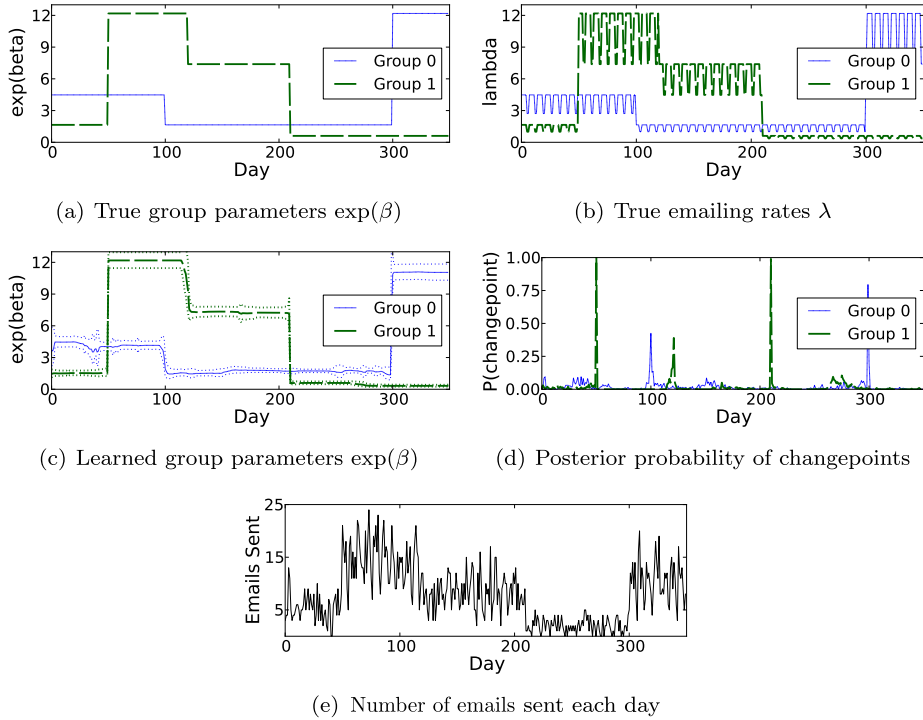 12
9
6
3
0
exp(beta)
Group 0
Group 1
0 100 200 300
Day
(a) True group parameters exp(β)
12
9
6
3
0
lambda
Group 0
Group 1
0 100 200 300
Day
(b) True emailing rates λ
12
9
6
3
0
exp(beta)
Group 0
Group 1
0 100 200 300
Day
(c) Learned group parameters exp(β)
1.00
0.75
0.50
0.25
0.00
P(changepoint)
Group 0
Group 1
0 100 200 300
Day
(d) Posterior probability of changepoints
25
15
5
Emails Sent
0 100 200 300
Day
(e) Number of emails sent each day